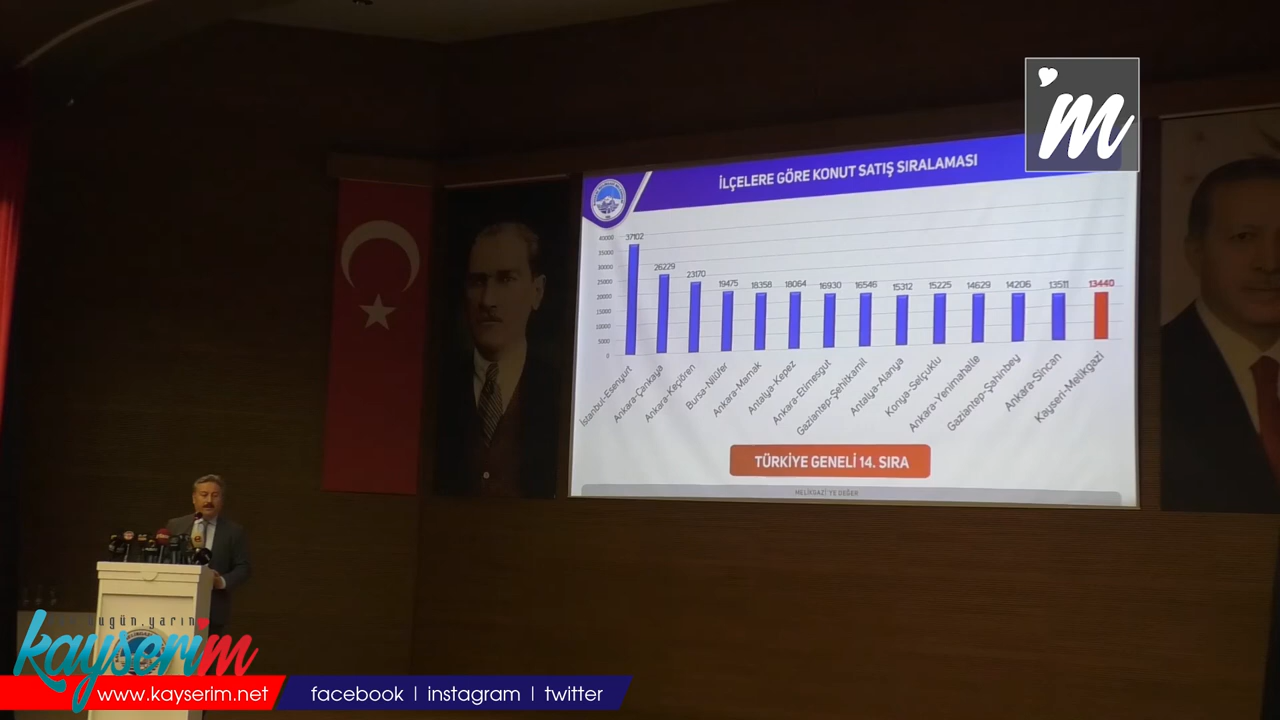 'm
İLÇELERE GÖRE KONUT SATIŞ SIRALAMASI
40000
35000
30000
25000
20000
15000
10000
5000
0
37102
26229
23170
19475
18358
18064
16930
16546
15312
15225
14629
14206
13511
13440
İstanbul-Esenyurt
Ankara-Çankaya
Ankara-Keçiören
Bursa-Nilüfer
Ankara-Mamak
Antalya-Kepez
Ankara-Etimesgut
Gaziantep-Şehitkamil
Antalya-Alanya
Konya-Selçuklu
Ankara-Yenimahalle
Gaziantep-Şahinbey
Ankara-Sincan
Kayseri-Melikgazi
TÜRKİYE GENELİ 14. SIRA
MELİKGAZİ'YE DEĞER
ugün.yarın
kayserim
www.kayserim.net
facebook | instagram | twitter